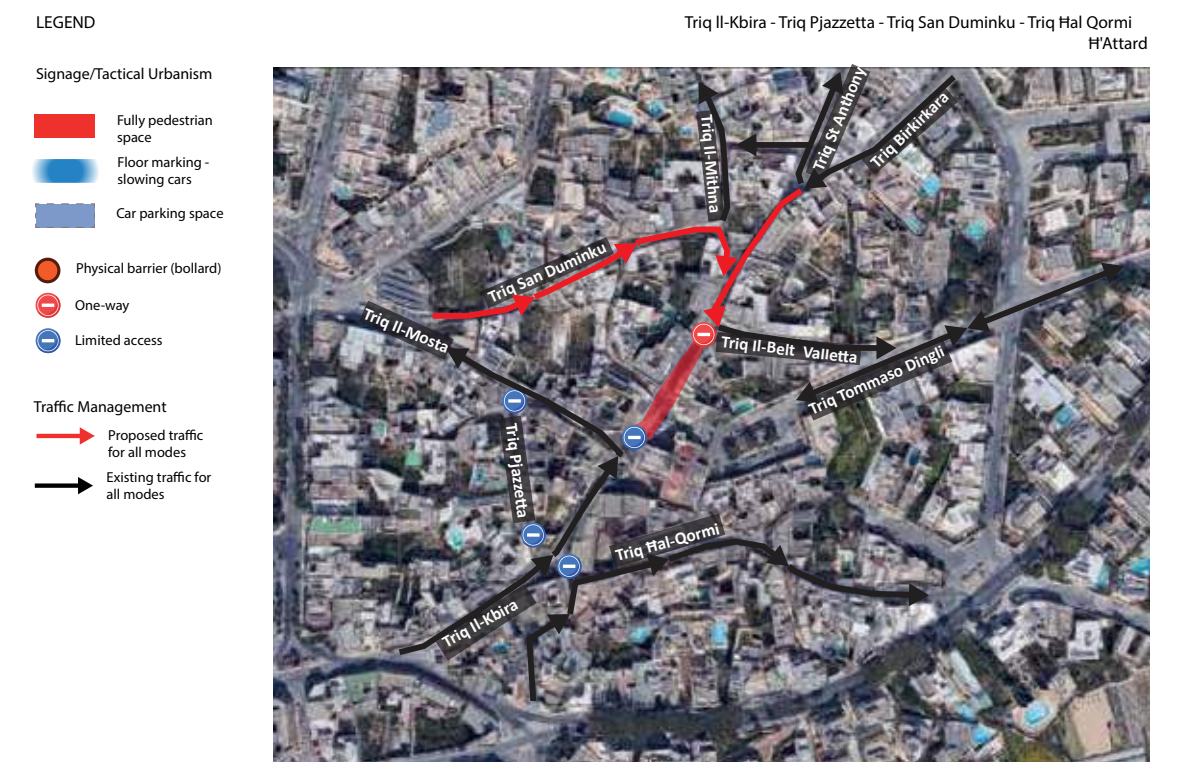 LEGEND
Triq Il-Kbira - Triq Pjazzetta - Triq San Duminku - Triq Ħal Qormi
Ħ'Attard
Signage/Tactical Urbanism
Fully pedestrian
space
Floor marking -
slowing cars
Car parking space
Physical barrier (bollard)
One-way
Limited access
Traffic Management
Proposed traffic
for all modes
Existing traffic for
all modes
Triq St Anthony
Triq Birkirkara
Triq Il-Mithna
Triq San Duminku
Triq Il-Mosta
Triq Il-Belt Valletta
Triq Tommaso Dingli
Triq Pjazzetta
Triq Ħal-Qormi
Triq Il-Kbira